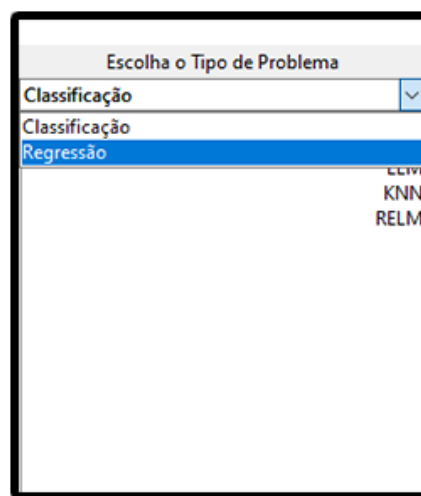 Escolha o Tipo de Problema
Classificação
Classificação
Regressão
KNN
RELM